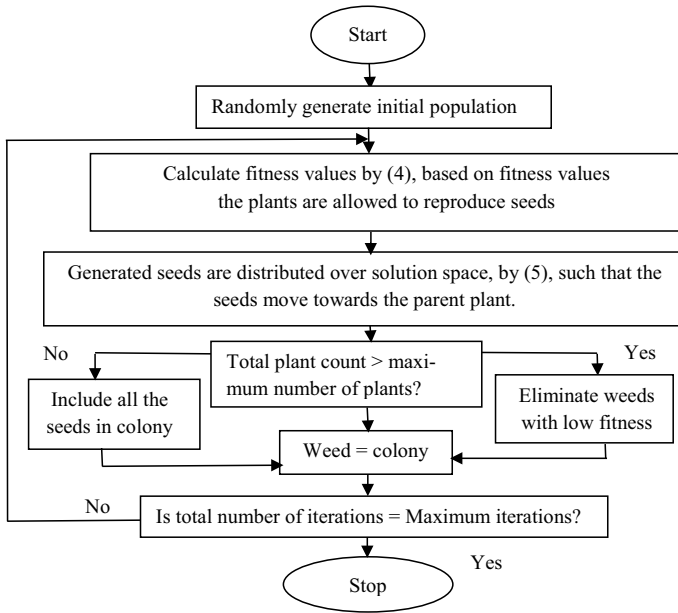 Start
Randomly generate initial population
Calculate fitness values by (4), based on fitness values
the plants are allowed to reproduce seeds
Generated seeds are distributed over solution space, by (5), such that the
seeds move towards the parent plant.
No
Total plant count > maxi-
mum number of plants?
Yes
Include all the
seeds in colony
Eliminate weeds
with low fitness
Weed = colony
No
Is total number of iterations = Maximum iterations?
Yes
Stop